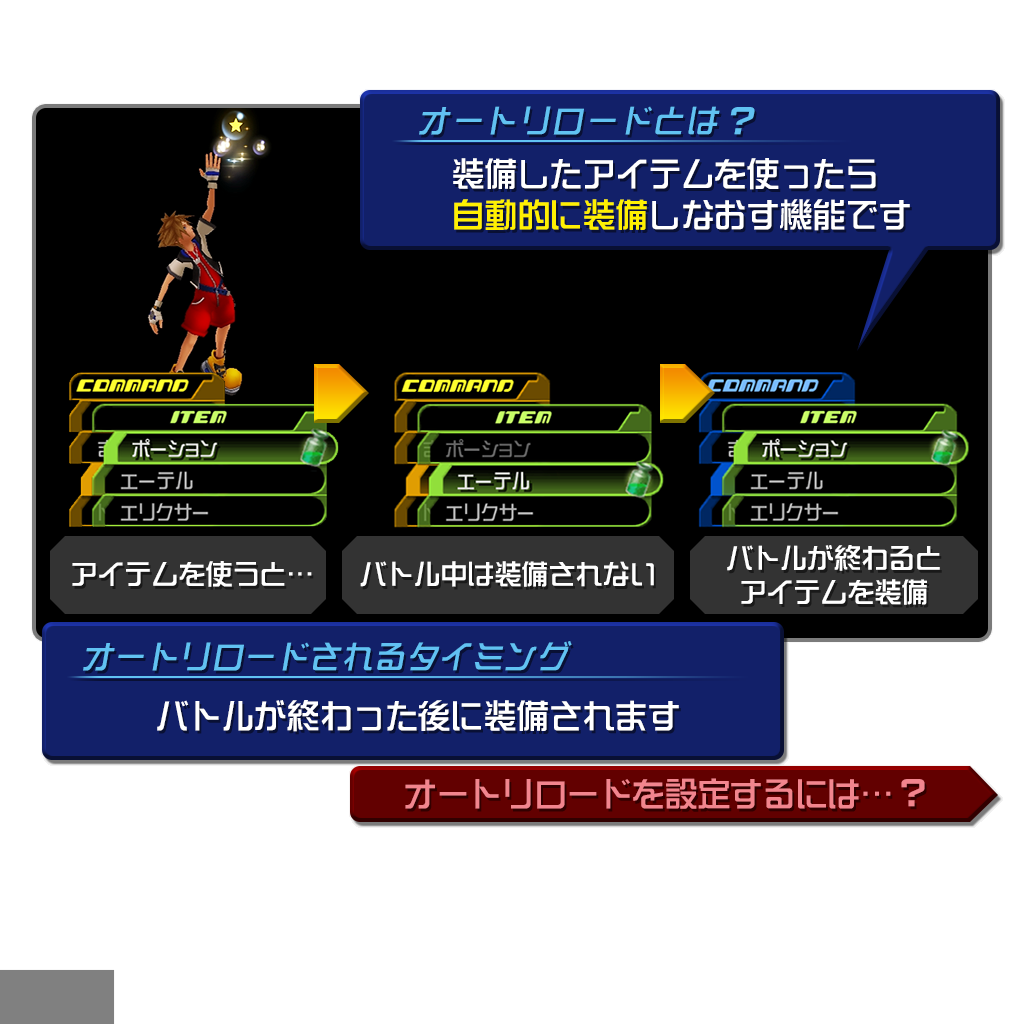 オートリロードとは？
装備したアイテムを使ったら
自動的に装備しなおす機能です
COMMAND
ITEM
ポーション
エーテル
エリクサー
COMMAND
ITEM
ポーション
エーテル
エリクサー
COMMAND
ITEM
ポーション
エーテル
エリクサー
アイテムを使うと…
バトル中は装備されない
バトルが終わると
アイテムを装備
オートリロードされるタイミング
バトルが終わった後に装備されます
オートリロードを設定するには…？